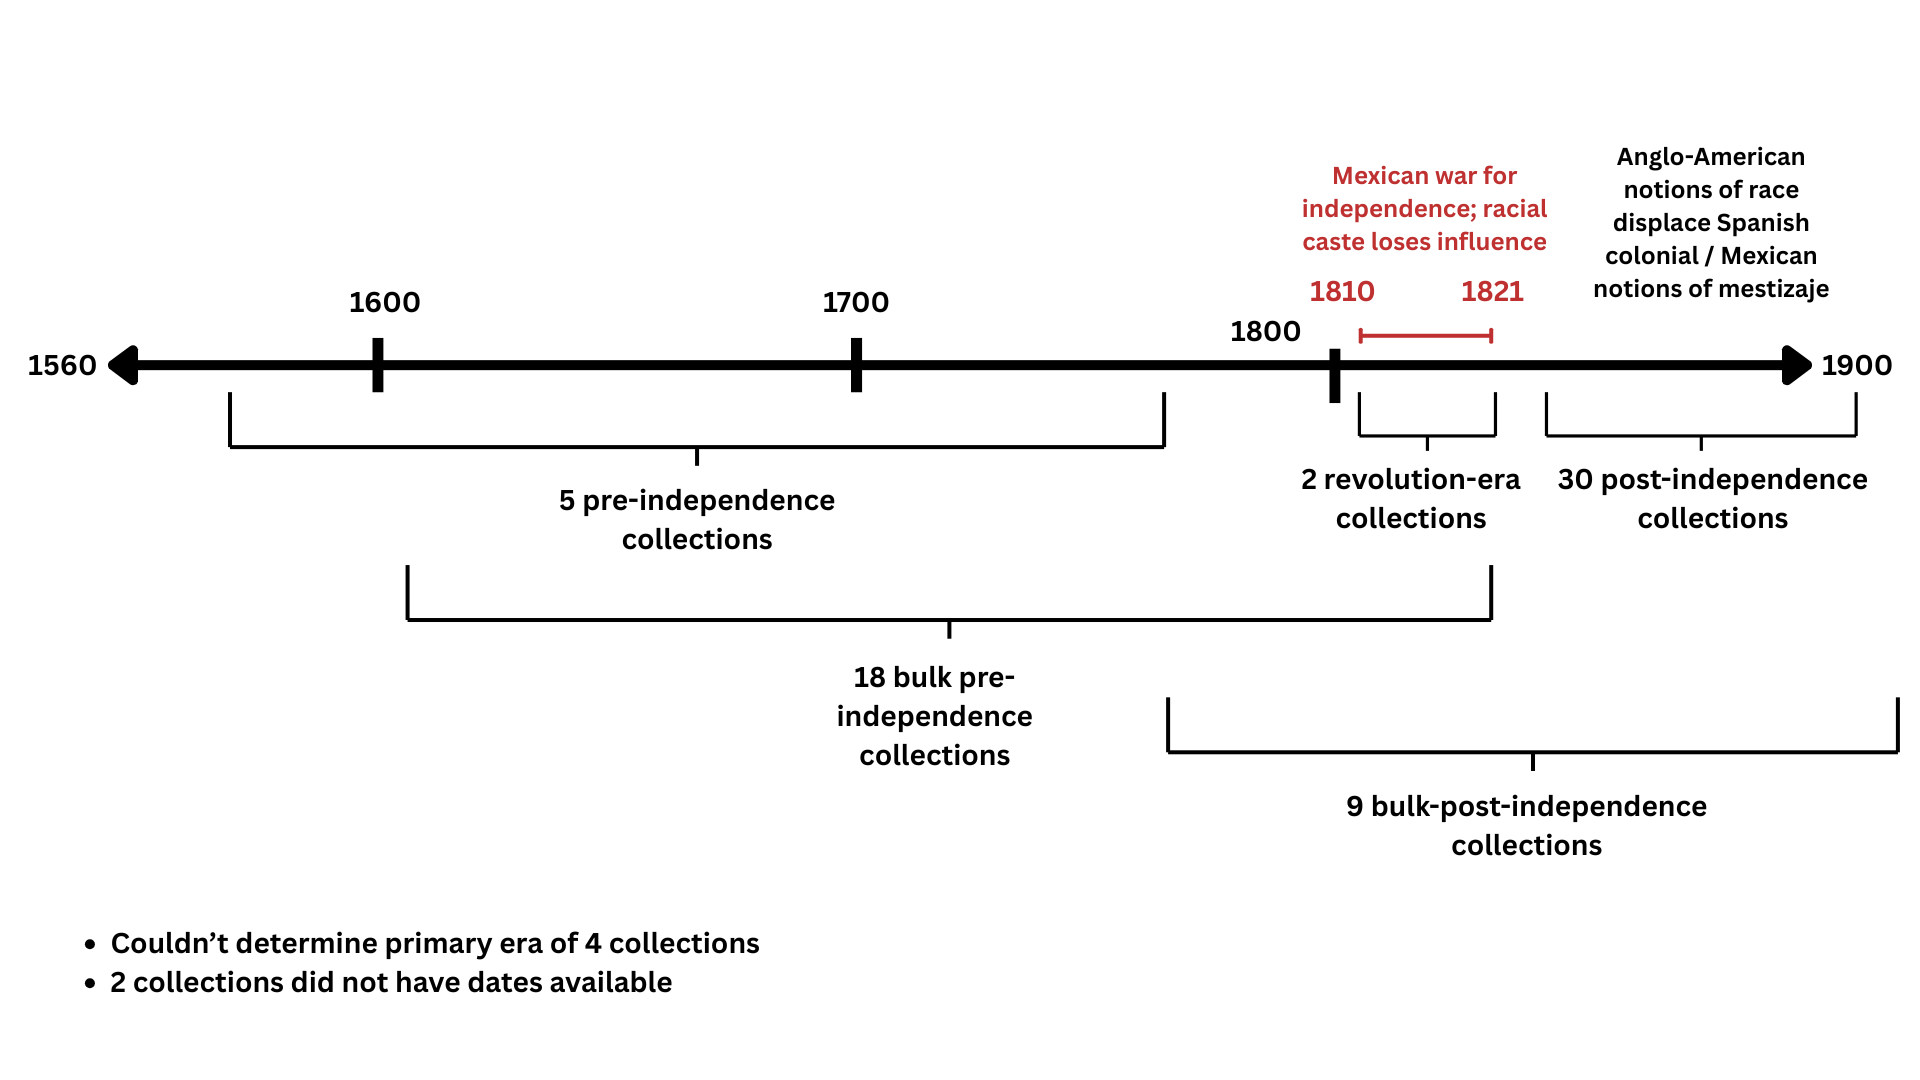 Anglo-American
notions of race
displace Spanish
colonial / Mexican
notions of mestizaje
Mexican war for
independence; racial
caste loses influence
1810
1821
1600
1700
1800
1560
1900
5 pre-independence
collections
2 revolution-era
collections
30 post-independence
collections
18 bulk pre-
independence
collections
9 bulk-post-independence
collections
• Couldn’t determine primary era of 4 collections
• 2 collections did not have dates available